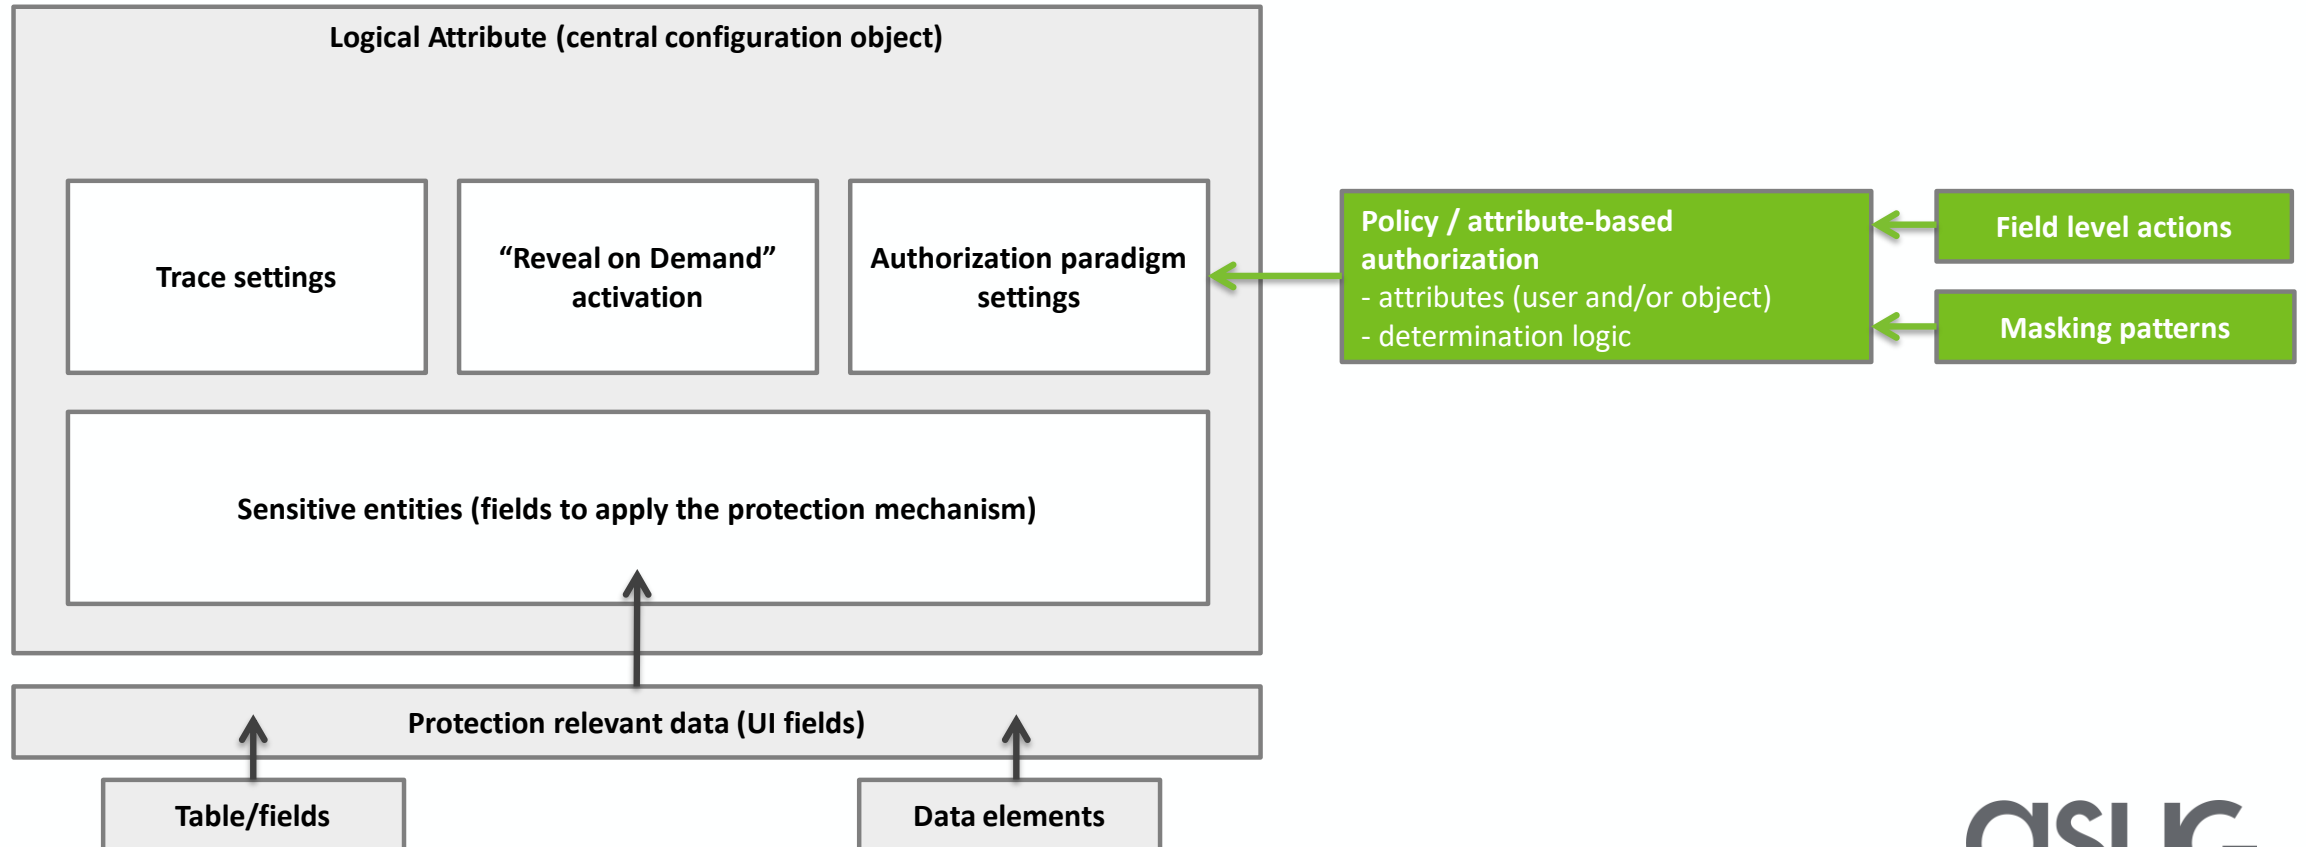 Logical Attribute (central configuration object)
Trace settings
“Reveal on Demand”
activation
Authorization paradigm
settings
Policy / attribute-based
authorization
- attributes (user and/or object)
- determination logic
Field level actions
Masking patterns
Sensitive entities (fields to apply the protection mechanism)
Protection relevant data (UI fields)
Table/fields
Data elements
asug